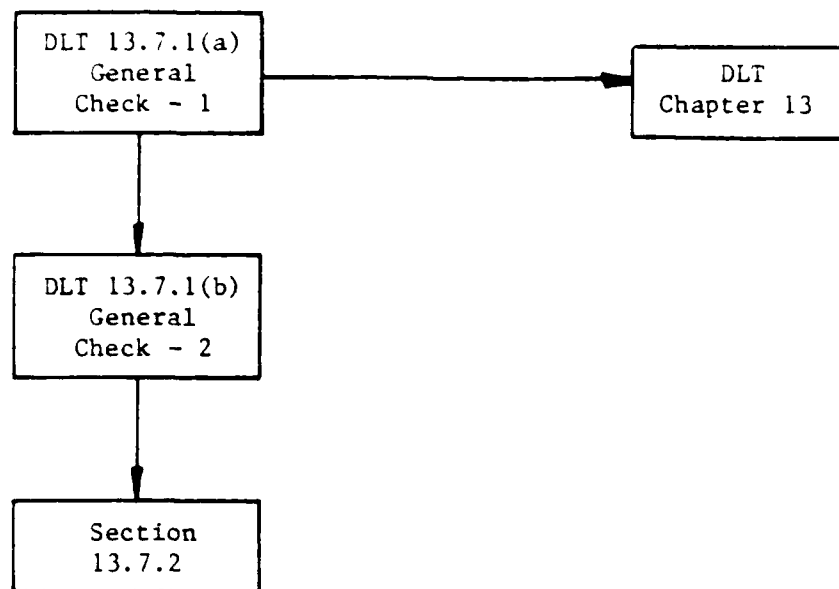 DLT 13.7.1(a)
General
Check - 1
DLT
Chapter 13
DLT 13.7.1(b)
General
Check - 2
Section
13.7.2